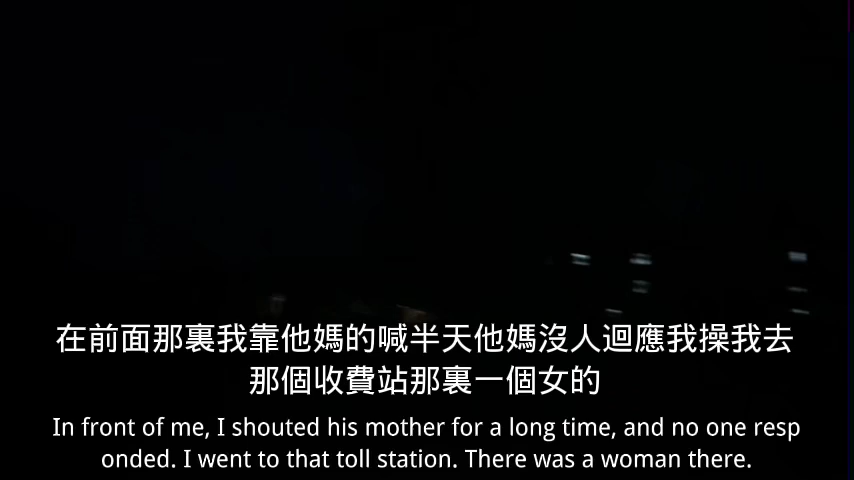 在前面那裏我靠他媽的喊半天他媽沒人迴應我操我去
那個收費站那裏一個女的
In front of me, I shouted his mother for a long time, and no one resp
onded. I went to that toll station. There was a woman there.